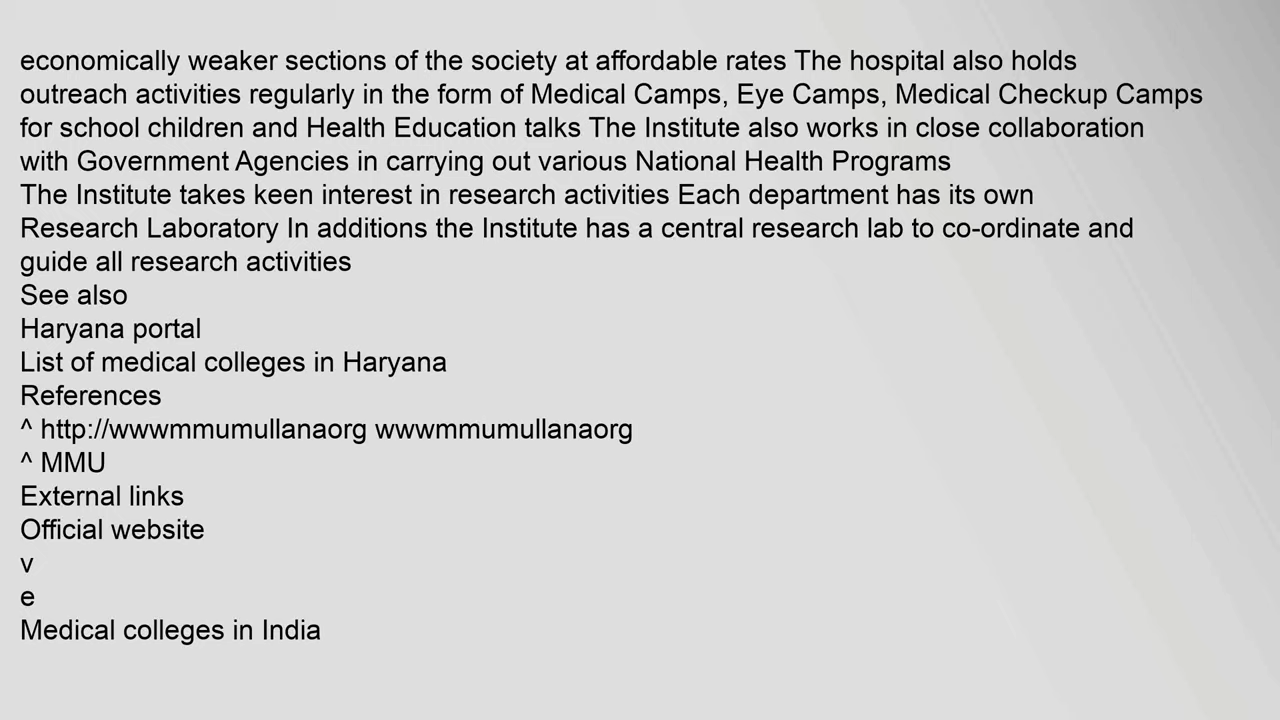 economically weaker sections of the society at affordable rates The hospital also holds
outreach activities regularly in the form of Medical Camps, Eye Camps, Medical Checkup Camps
for school children and Health Education talks The Institute also works in close collaboration
with Government Agencies in carrying out various National Health Programs
The Institute takes keen interest in research activities Each department has its own
Research Laboratory In additions the Institute has a central research lab to co-ordinate and
guide all research activities
See also
Haryana portal
List of medical colleges in Haryana
References
^ http://wwwmmumullanaorg wwwmmumullanaorg
^ MMU
External links
Official website
v
e
Medical colleges in India